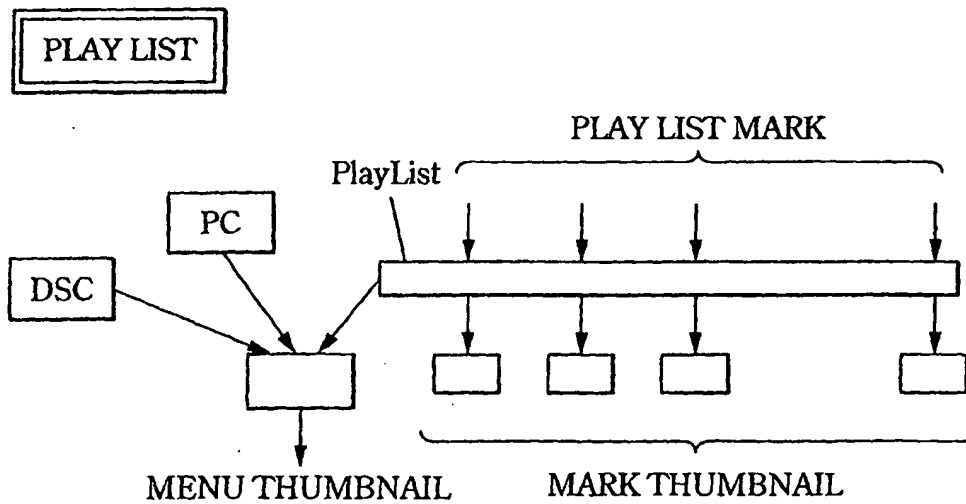 PLAY LIST
PLAY LIST MARK
PlayList
PC
DSC
MENU THUMBNAIL
MARK THUMBNAIL